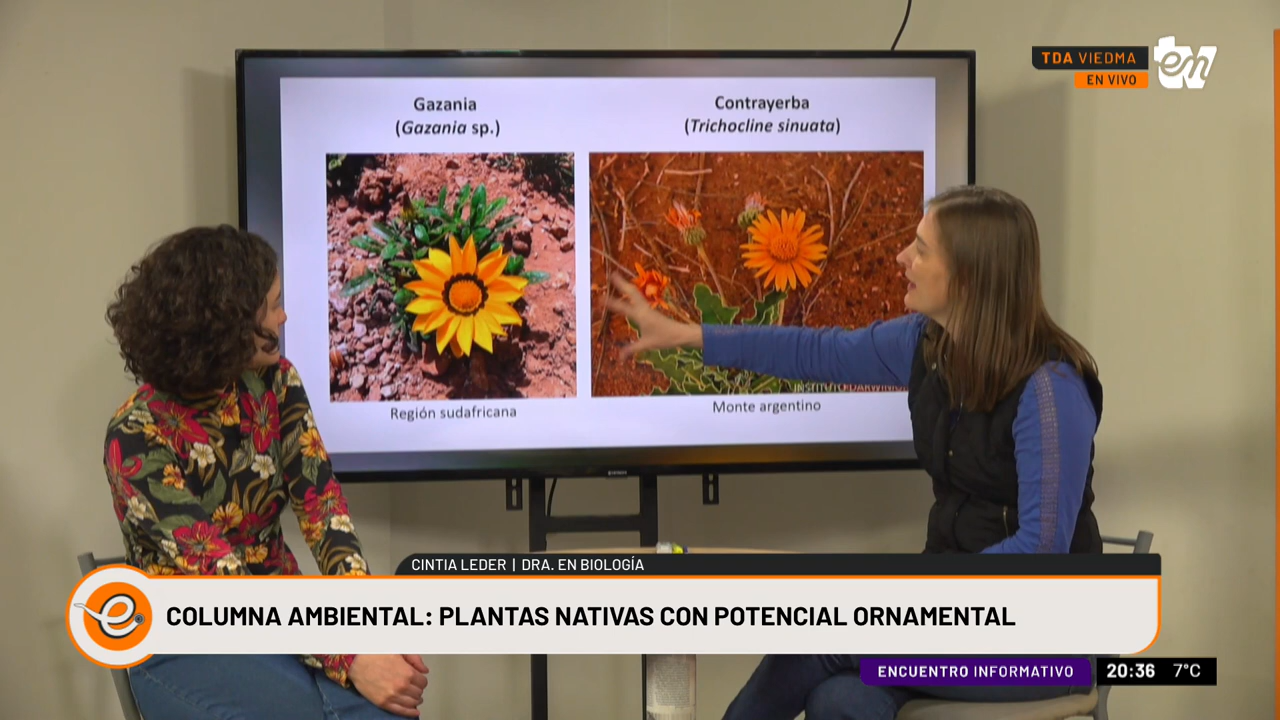 TDA VIEDMA
EN VIVO
en
Gazania
(Gazania sp.)
Contrayerba
(Trichocline sinuata)
Región sudafricana
Monte argentino
CINTIA LEDER | DRA. EN BIOLOGÍA
e
COLUMNA AMBIENTAL: PLANTAS NATIVAS CON POTENCIAL ORNAMENTAL
ENCUENTRO INFORMATIVO
20:36 7°C